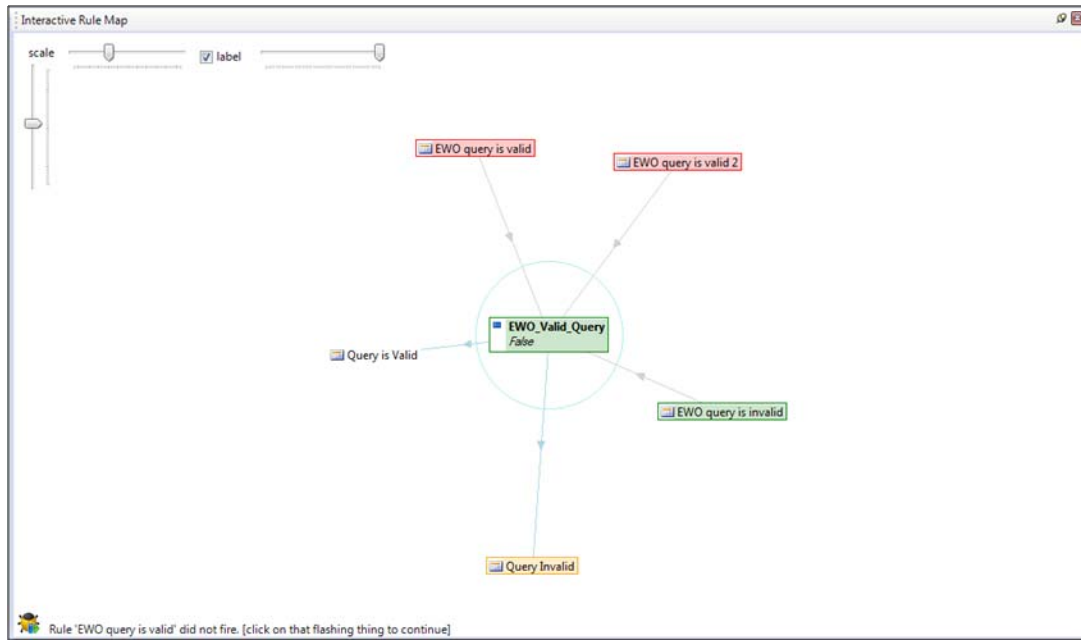 Interactive Rule Map
scale
label
EWO query is valid
EWO query is valid 2
EWO_Valid_Query
False
Query is Valid
EWO query is invalid
Query Invalid
Rule 'EWO query is valid' did not fire. [click on that flashing thing to continue]